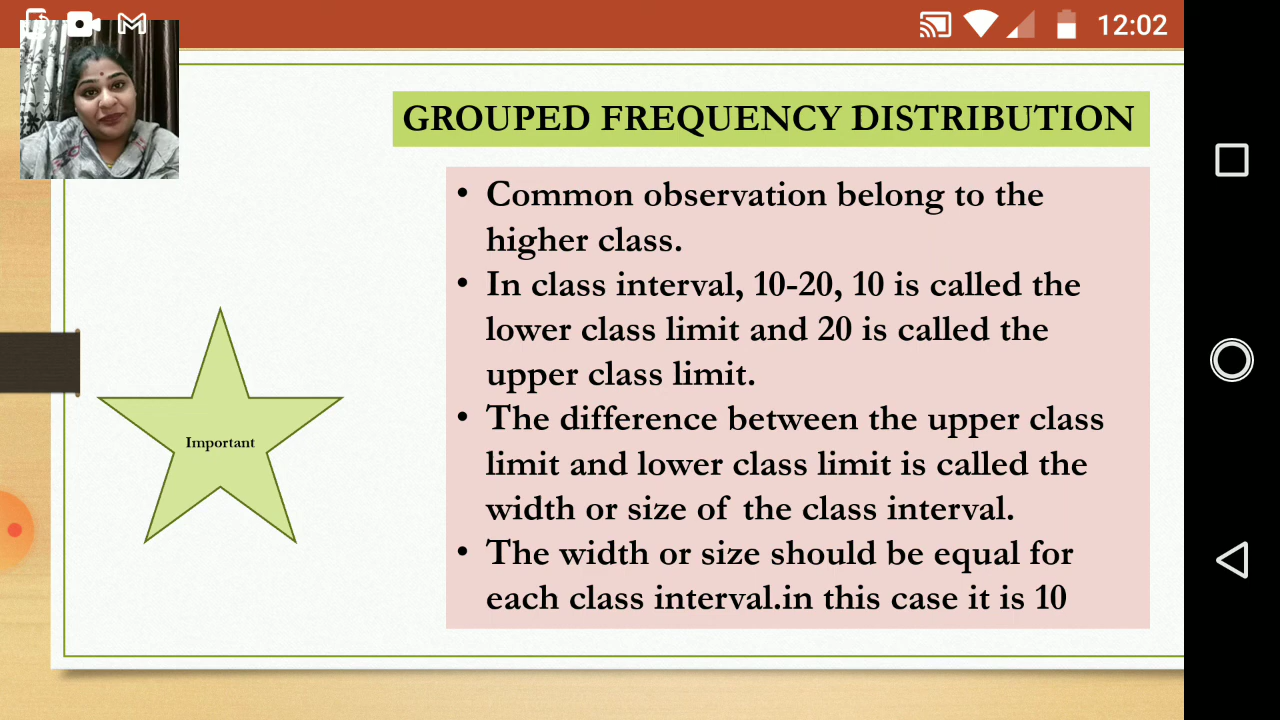 12:02
GROUPED FREQUENCY DISTRIBUTION
• Common observation belong to the
higher class.
• In class interval, 10-20, 10 is called the
lower class limit and 20 is called the
upper class limit.
• The difference between the upper class
limit and lower class limit is called the
width or size of the class interval.
• The width or size should be equal for
each class interval.in this case it is 10
Important